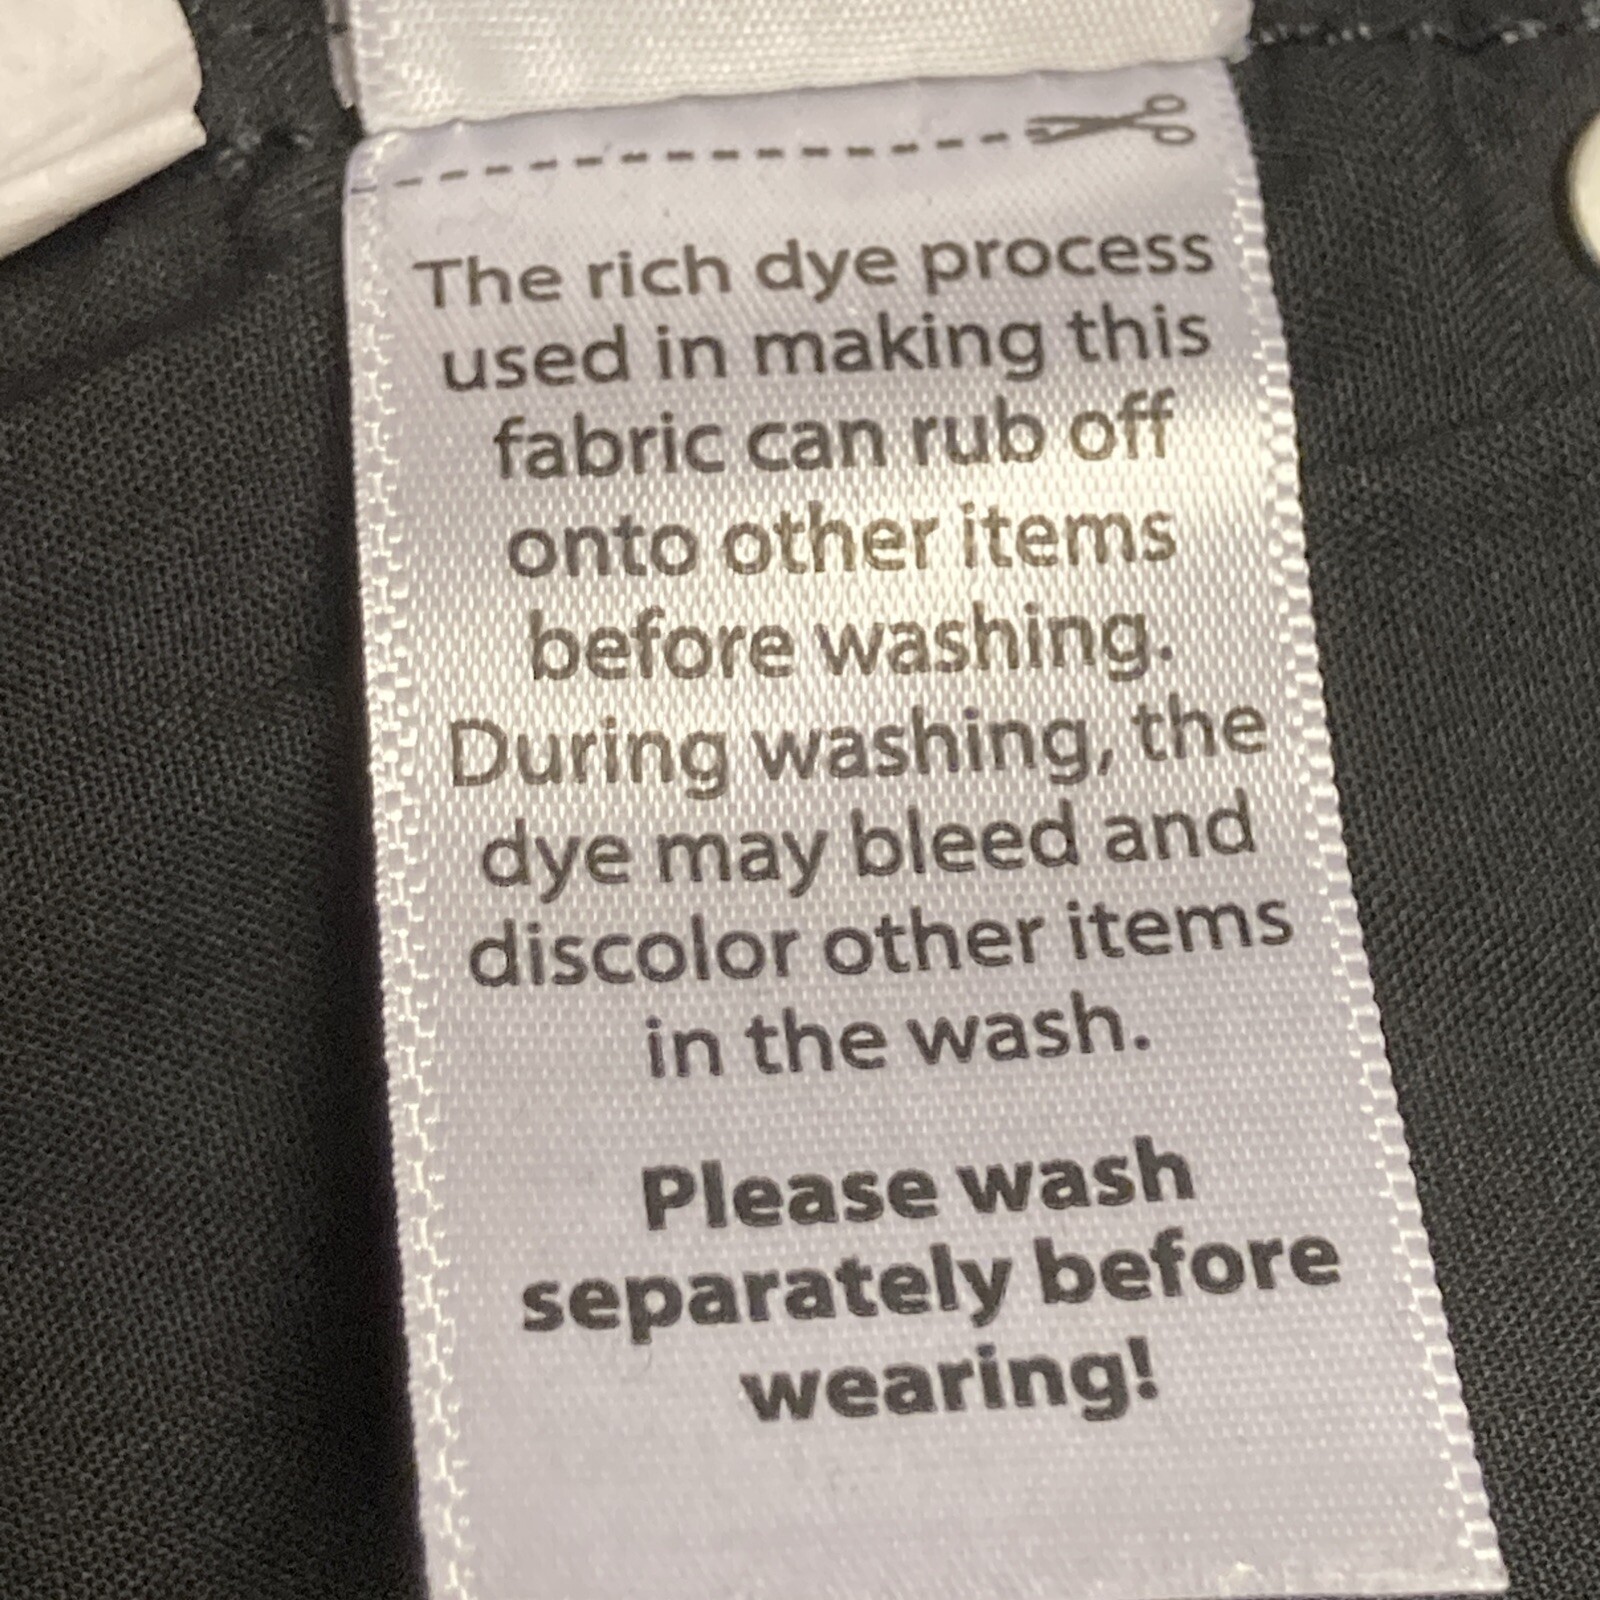 The rich dye process
used in making this
fabric can rub off
onto other items
before washing.
During washing, the
dye may bleed and
discolor other items
in the wash.
Please wash
separately before
wearing!